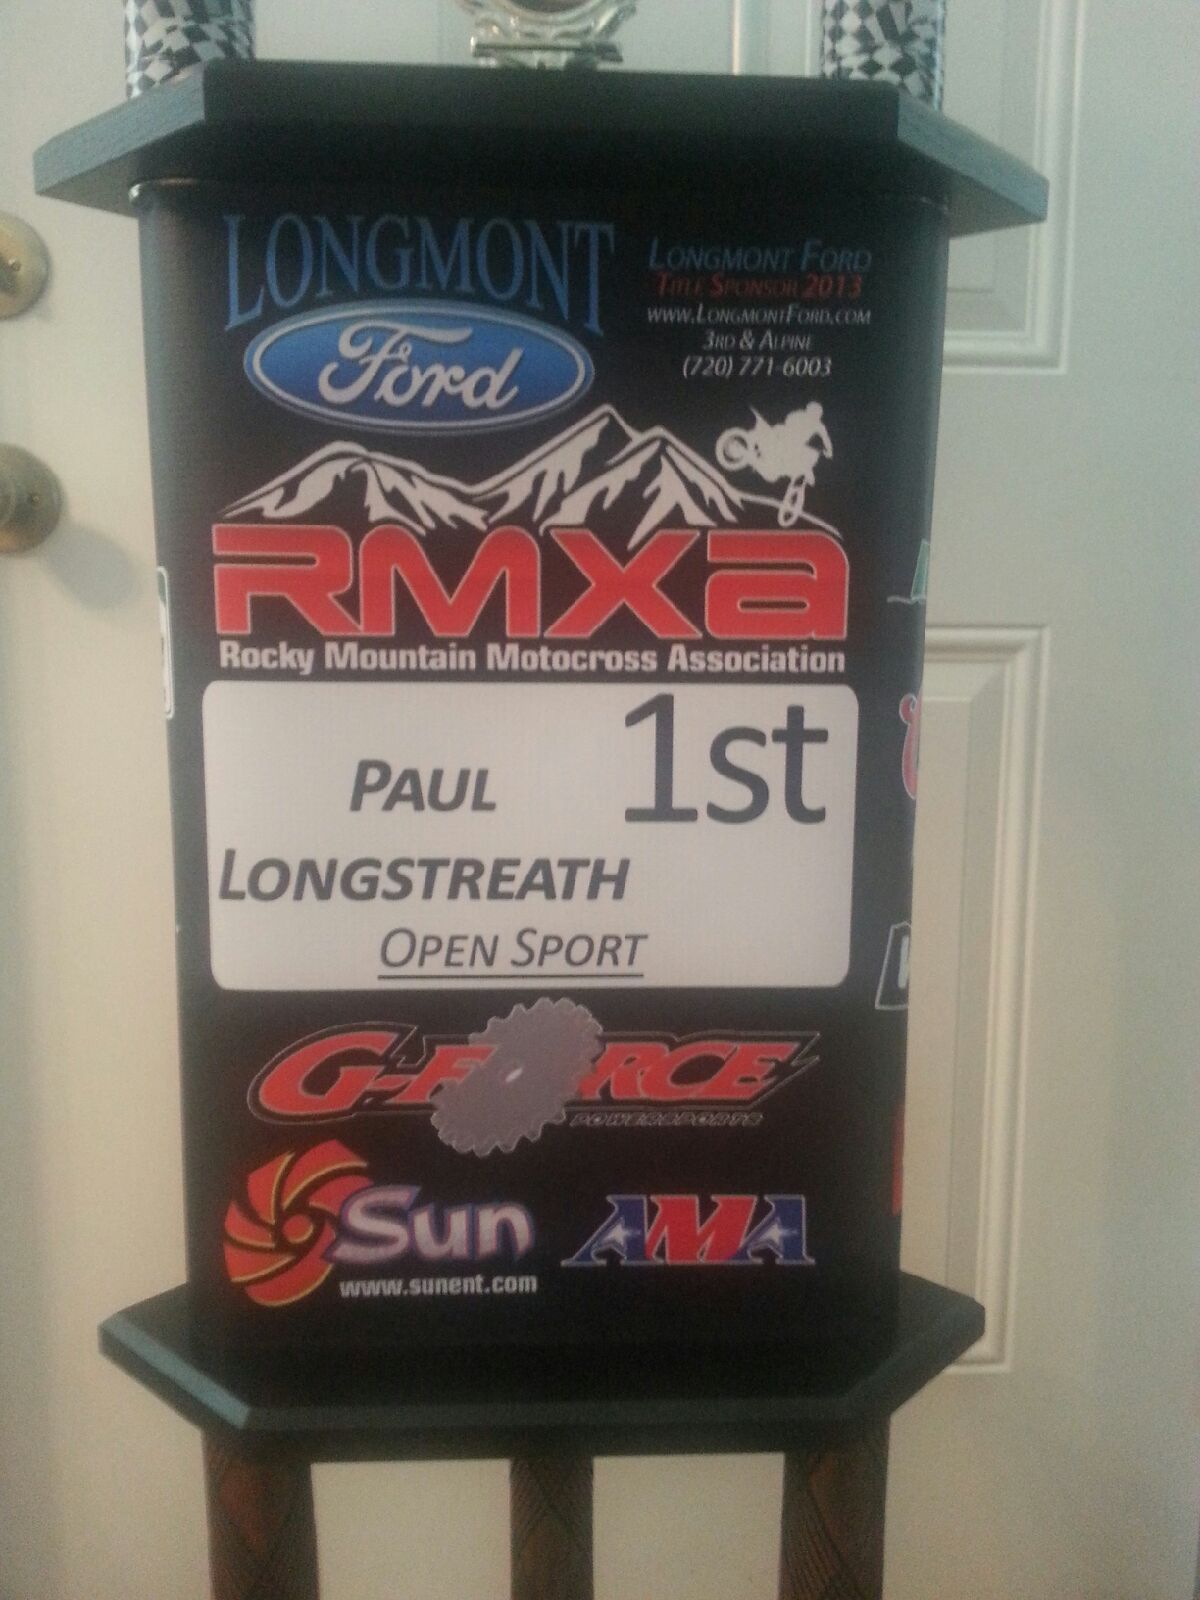 LONGMONT
Ford
LONGMONT FORD
TITLE SPONSOR 2013
WWW.LONGMONTFORD.COM
3RD & ALPINE
(720) 771-6003
RMXa
Rocky Mountain Motocross Association
1st
PAUL
LONGSTREATH
OPEN SPORT
G-FORCE
POWERSPORTS
Sun
www.sunent.com
AMA